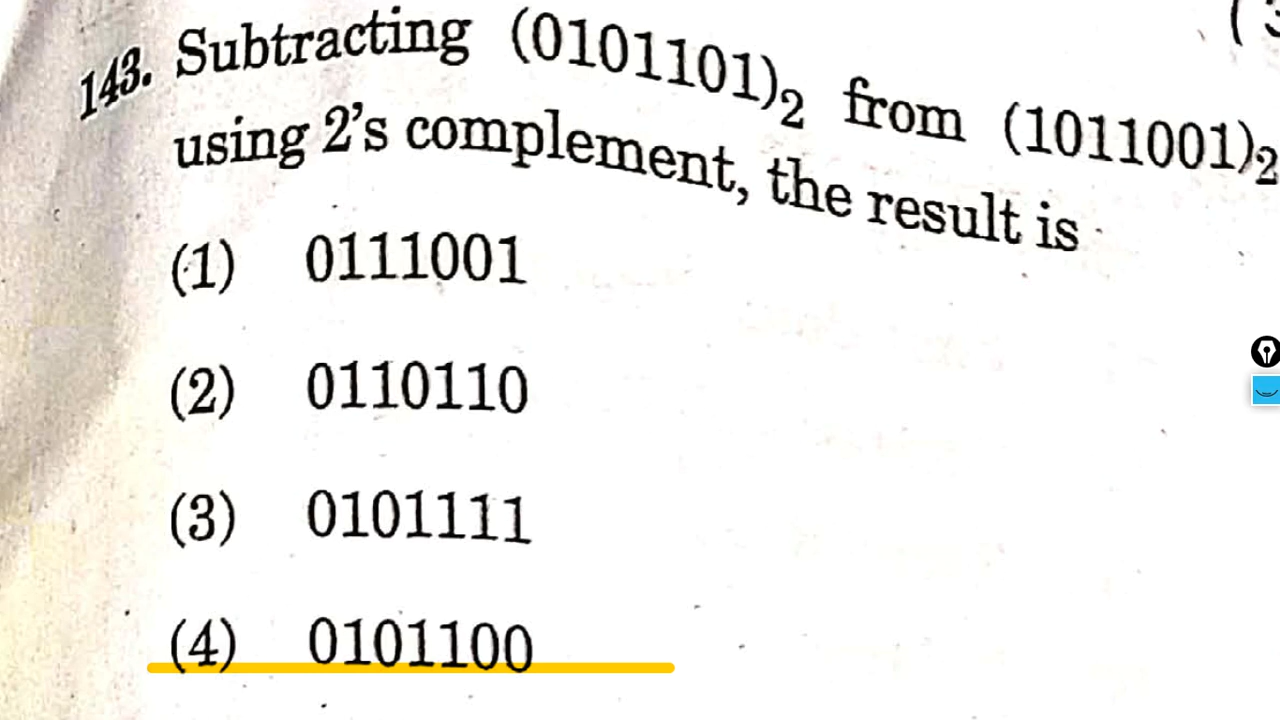 143. Subtracting (0101101)₂ from (1011001)₂
using 2's complement, the result is
(1) 0111001
(2) 0110110
(3) 0101111
(4) 0101100